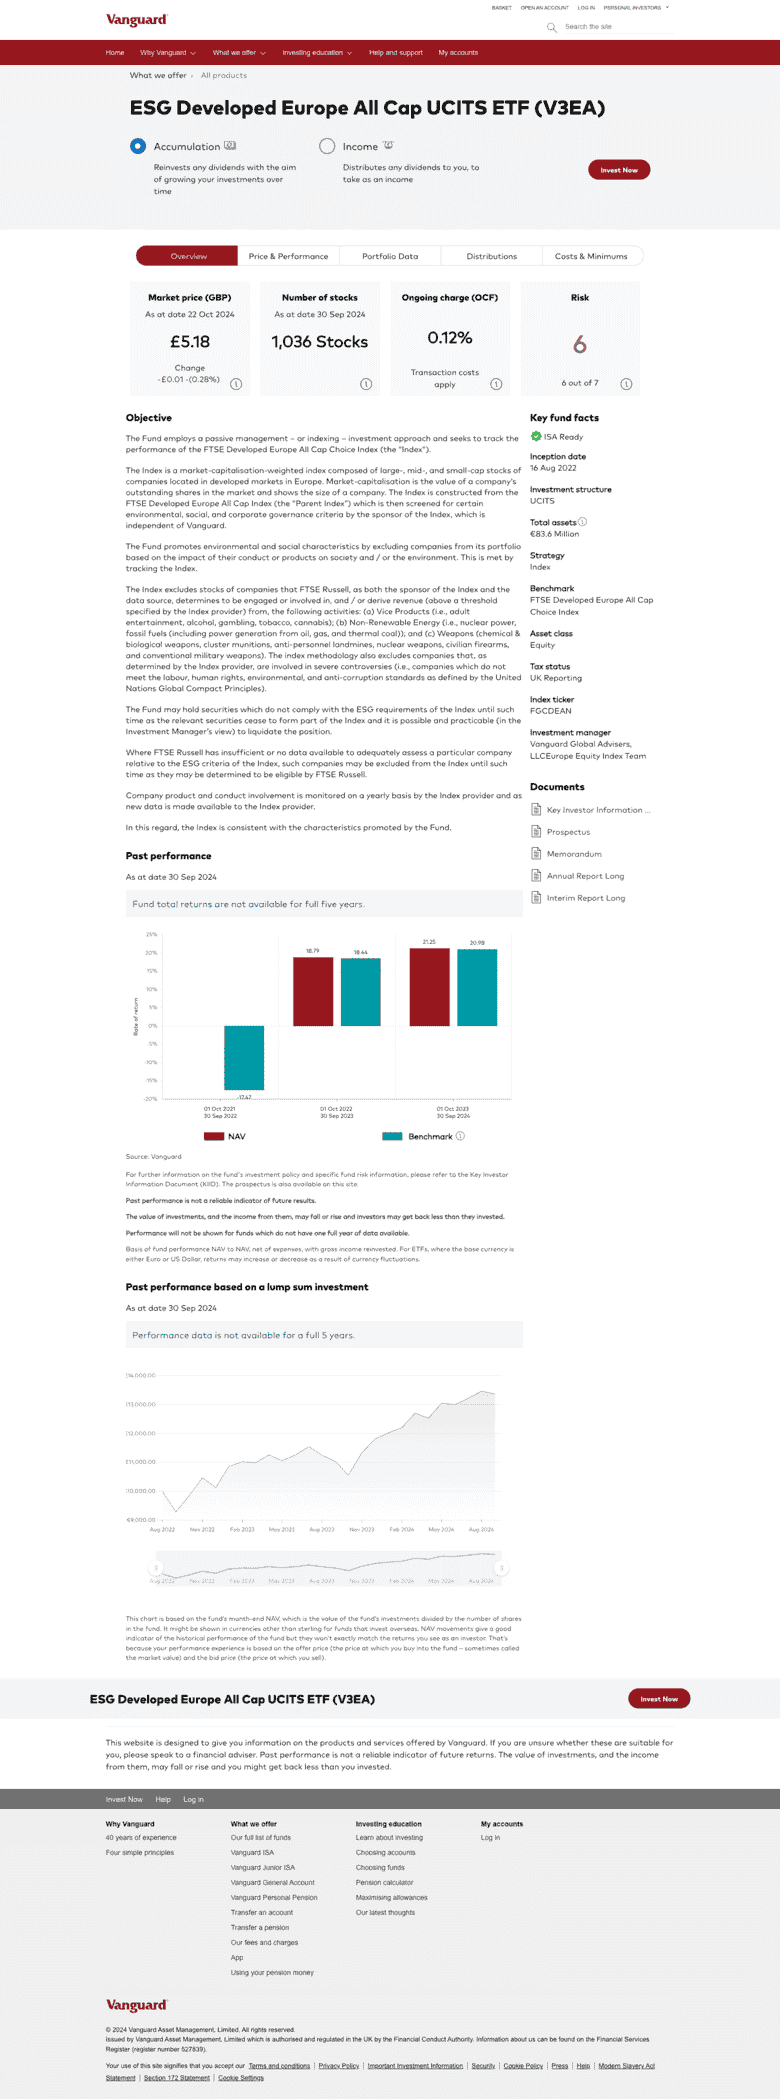 BASKET OPEN AN ACCOUNT LOG IN PERSONAL INVESTORS
Vanguard
Search the site
Home Why Vanguard What we offer Investing education Help and support My accounts
What we offer › All products
ESG Developed Europe All Cap UCITS ETF (V3EA)
Accumulation
Reinvests any dividends with the aim
of growing your investments over
time
Income
Distributes any dividends to you, to
take as an income
Invest Now
Overview Price & Performance Portfolio Data Distributions Costs & Minimums
Market price (GBP)
As at date 22 Oct 2024
£5.18
Change
-£0.01 -(0.28%)
Number of stocks
As at date 30 Sep 2024
1,036 Stocks
Ongoing charge (OCF)
0.12%
Transaction costs
apply
Risk
6
6 out of 7
Objective
The Fund employs a passive management – or indexing – investment approach and seeks to track the
performance of the FTSE Developed Europe All Cap Choice Index (the "Index").
The Index is a market-capitalisation-weighted index composed of large-, mid-, and small-cap stocks of
companies located in developed markets in Europe. Market-capitalisation is the value of a company's
outstanding shares in the market and shows the size of a company. The Index is constructed from the
FTSE Developed Europe All Cap Index (the "Parent Index") which is then screened for certain
environmental, social, and corporate governance criteria by the sponsor of the Index, which is
independent of Vanguard.
The Fund promotes environmental and social characteristics by excluding companies from its portfolio
based on the impact of their conduct or products on society and / or the environment. This is met by
tracking the Index.
The Index excludes stocks of companies that FTSE Russell, as both the sponsor of the Index and the
data source, determines to be engaged or involved in, and / or derive revenue (above a threshold
specified by the Index provider) from, the following activities: (a) Vice Products (i.e., adult
entertainment, alcohol, gambling, tobacco, cannabis); (b) Non-Renewable Energy (i.e., nuclear power,
fossil fuels (including power generation from oil, gas, and thermal coal)); and (c) Weapons (chemical &
biological weapons, cluster munitions, anti-personnel landmines, nuclear weapons, civilian firearms,
and conventional military weapons). The index methodology also excludes companies that, as
determined by the Index provider, are involved in severe controversies (i.e., companies which do not
meet the labour, human rights, environmental, and anti-corruption standards as defined by the United
Nations Global Compact Principles).
The Fund may hold securities which do not comply with the ESG requirements of the Index until such
time as the relevant securities cease to form part of the Index and it is possible and practicable (in the
Investment Manager's view) to liquidate the position.
Where FTSE Russell has insufficient or no data available to adequately assess a particular company
relative to the ESG criteria of the Index, such companies may be excluded from the Index until such
time as they may be determined to be eligible by FTSE Russell.
Company product and conduct involvement is monitored on a yearly basis by the Index provider and as
new data is made available to the Index provider.
In this regard, the Index is consistent with the characteristics promoted by the Fund.
Key fund facts
ISA Ready
Inception date
16 Aug 2022
Investment structure
UCITS
Total assets
€83.6 Million
Strategy
Index
Benchmark
FTSE Developed Europe All Cap
Choice Index
Asset class
Equity
Tax status
UK Reporting
Index ticker
FGCDEAN
Investment manager
Vanguard Global Advisers,
LLCEurope Equity Index Team
Documents
Key Investor Information ...
Prospectus
Memorandum
Annual Report Long
Interim Report Long
Past performance
As at date 30 Sep 2024
Fund total returns are not available for full five years.
Rate of return
25%
20%
15%
10%
5%
0%
-5%
-10%
-15%
-20%
-17.47
18.79 18.44
21.25 20.98
01 Oct 2021 01 Oct 2022 01 Oct 2023
30 Sep 2022 30 Sep 2023 30 Sep 2024
NAV Benchmark
Source: Vanguard
For further information on the fund's investment policy and specific fund risk information, please refer to the Key Investor
Information Document (KIID). The prospectus is also available on this site.
Past performance is not a reliable indicator of future results.
The value of investments, and the income from them, may fall or rise and investors may get back less than they invested.
Performance will not be shown for funds which do not have one full year of data available.
Basis of fund performance NAV to NAV, net of expenses, with gross income reinvested. For ETFs, where the base currency is
either Euro or US Dollar, returns may increase or decrease as a result of currency fluctuations.
Past performance based on a lump sum investment
As at date 30 Sep 2024
Performance data is not available for a full 5 years.
£14,000.00
£13,000.00
£12,000.00
£11,000.00
£10,000.00
€9,000.00
Aug 2022 Nov 2022 Feb 2023 May 2023 Aug 2023 Nov 2023 Feb 2024 May 2024 Aug 2024
Aug 2022 Nov 2022 Feb 2023 May 2023 Aug 2023 Nov 2023 Feb 2024 May 2024 Aug 2024
This chart is based on the fund's month-end NAV, which is the value of the fund's investments divided by the number of shares
in the fund. It might be shown in currencies other than sterling for funds that invest overseas. NAV movements give a good
indicator of the historical performance of the fund but they won't exactly match the returns you see as an investor. That's
because your performance experience is based on the offer price (the price at which you buy into the fund – sometimes called
the market value) and the bid price (the price at which you sell).
ESG Developed Europe All Cap UCITS ETF (V3EA)
Invest Now
This website is designed to give you information on the products and services offered by Vanguard. If you are unsure whether these are suitable for
you, please speak to a financial adviser. Past performance is not a reliable indicator of future returns. The value of investments, and the income
from them, may fall or rise and you might get back less than you invested.
Invest Now Help Log in
Why Vanguard
40 years of experience
Four simple principles
What we offer
Our full list of funds
Vanguard ISA
Vanguard Junior ISA
Vanguard General Account
Vanguard Personal Pension
Transfer an account
Transfer a pension
Our fees and charges
App
Using your pension money
Investing education
Learn about investing
Choosing accounts
Choosing funds
Pension calculator
Maximising allowances
Our latest thoughts
My accounts
Log in
Vanguard
© 2024 Vanguard Asset Management, Limited. All rights reserved.
Issued by Vanguard Asset Management, Limited which is authorised and regulated in the UK by the Financial Conduct Authority. Information about us can be found on the Financial Services
Register (register number 527839).
Your use of this site signifies that you accept our Terms and conditions | Privacy Policy | Important Investment Information | Security | Cookie Policy | Press | Help | Modern Slavery Act
Statement | Section 172 Statement | Cookie Settings